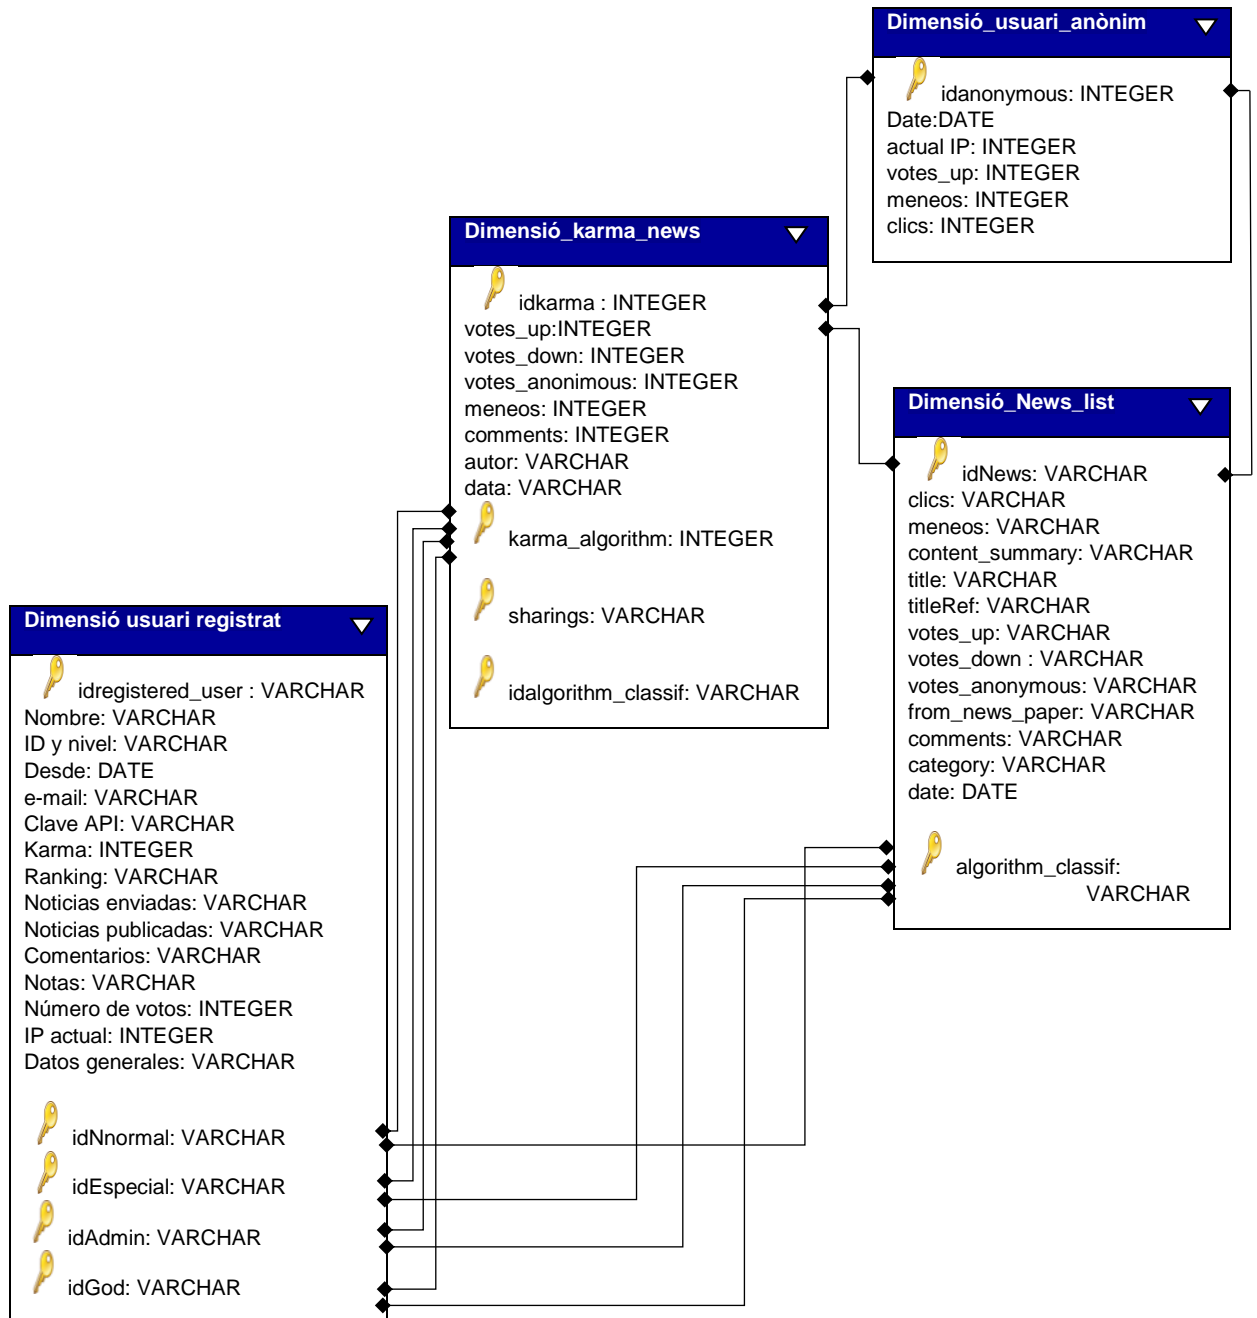 Dimensió_usuari_anònim
idanonymous: INTEGER
Date:DATE
actual IP: INTEGER
votes_up: INTEGER
meneos: INTEGER
clics: INTEGER
Dimensió_karma_news
idkarma : INTEGER
votes_up:INTEGER
votes_down: INTEGER
votes_anonimous: INTEGER
meneos: INTEGER
comments: INTEGER
autor: VARCHAR
data: VARCHAR
karma_algorithm: INTEGER
sharings: VARCHAR
idalgorithm_classif: VARCHAR
Dimensió_News_list
idNews: VARCHAR
clics: VARCHAR
meneos: VARCHAR
content_summary: VARCHAR
title: VARCHAR
titleRef: VARCHAR
votes_up: VARCHAR
votes_down : VARCHAR
votes_anonymous: VARCHAR
from_news_paper: VARCHAR
comments: VARCHAR
category: VARCHAR
date: DATE
algorithm_classif:
VARCHAR
Dimensió usuari registrat
idregistered_user : VARCHAR
Nombre: VARCHAR
ID y nivel: VARCHAR
Desde: DATE
e-mail: VARCHAR
Clave API: VARCHAR
Karma: INTEGER
Ranking: VARCHAR
Noticias enviadas: VARCHAR
Noticias publicadas: VARCHAR
Comentarios: VARCHAR
Notas: VARCHAR
Número de votos: INTEGER
IP actual: INTEGER
Datos generales: VARCHAR
idNnormal: VARCHAR
idEspecial: VARCHAR
idAdmin: VARCHAR
idGod: VARCHAR